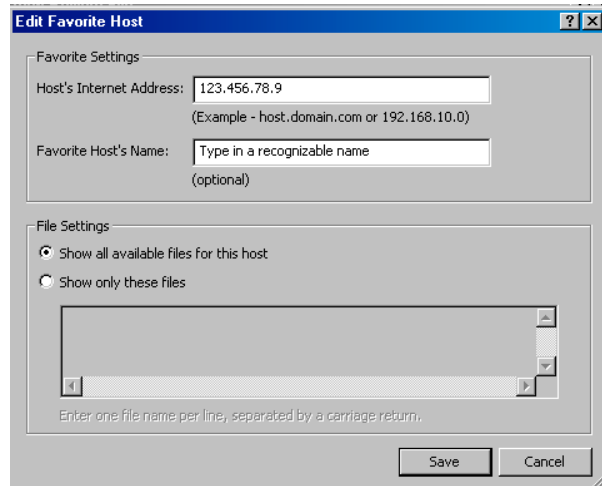 Edit Favorite Host
Favorite Settings
Host's Internet Address: 123.456.78.9
(Example - host.domain.com or 192.168.10.0)
Favorite Host's Name: Type in a recognizable name
(optional)
File Settings
Show all available files for this host
Show only these files
Enter one file name per line, separated by a carriage return.
Save Cancel